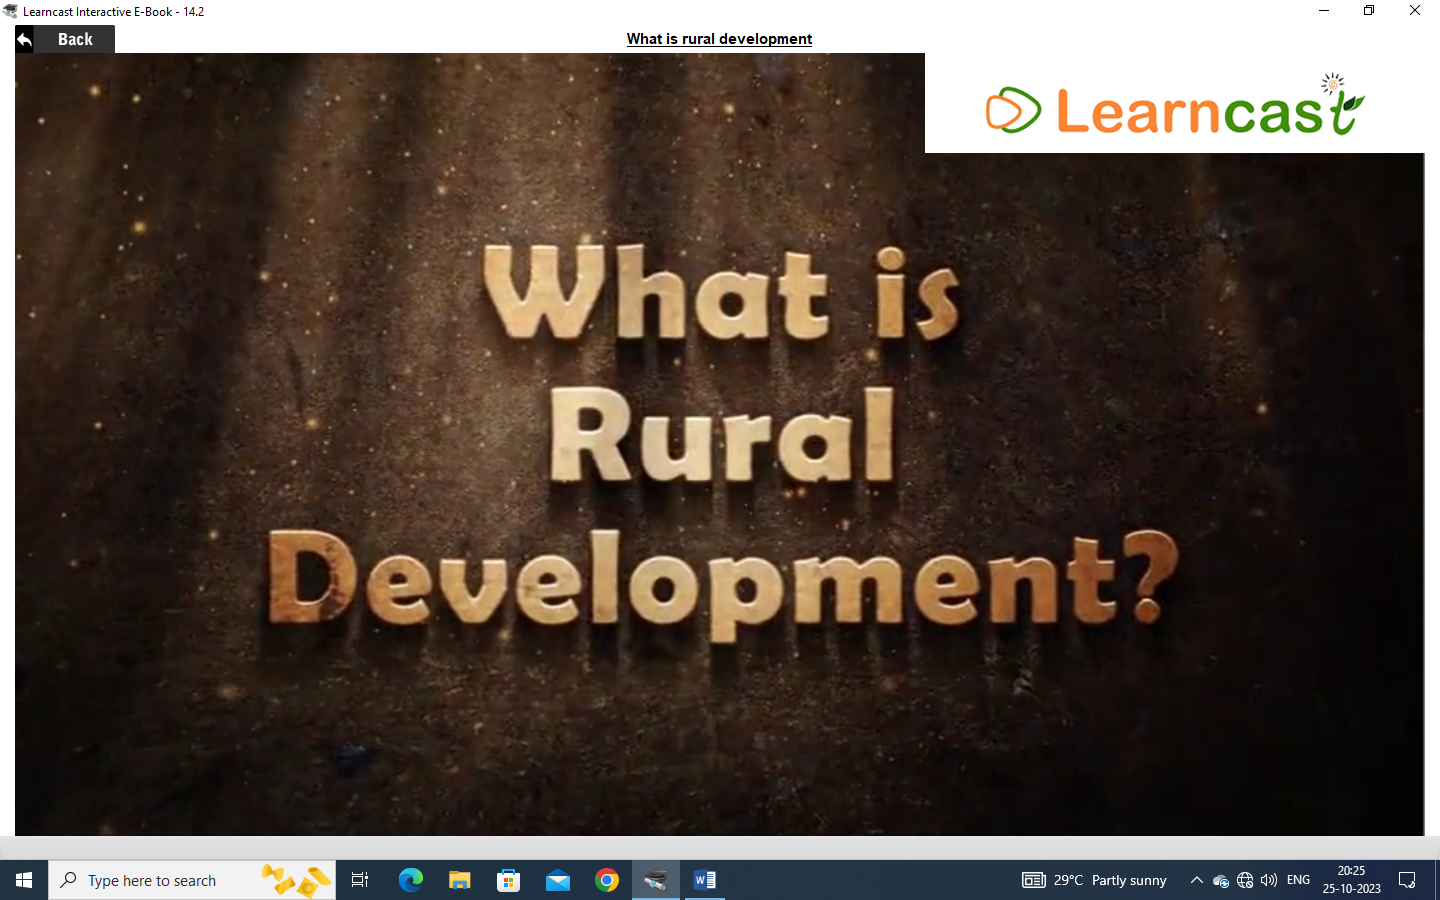 Learncast Interactive E-Book - 14.2
Back
What is rural development
Learncast
What is
Rural
Development?
Type here to search
29°C Partly sunny
ENG
20:25
25-10-2023